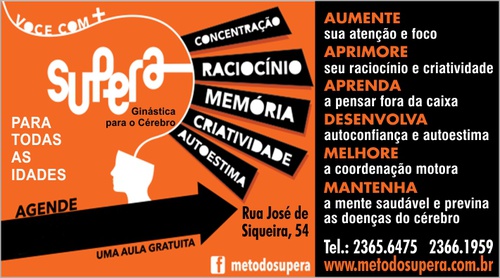 VOCE COM +
SUPERA
Ginástica
para o Cérebro
PARA
TODAS
AS
IDADES
CONCENTRAÇÃO
RACIOCÍNIO
MEMÓRIA
CRIATIVIDADE
AUTOESTIMA
AGENDE
UMA AULA GRATUITA
Rua José de
Siqueira, 54
f metodosupera
AUMENTE
sua atenção e foco
APRIMORE
seu raciocínio e criatividade
APRENDA
a pensar fora da caixa
DESENVOLVA
autoconfiança e autoestima
MELHORE
a coordenação motora
MANTENHA
a mente saudável e previna
as doenças do cérebro
Tel.: 2365.6475 2366.1959
www.metodosupera.com.br